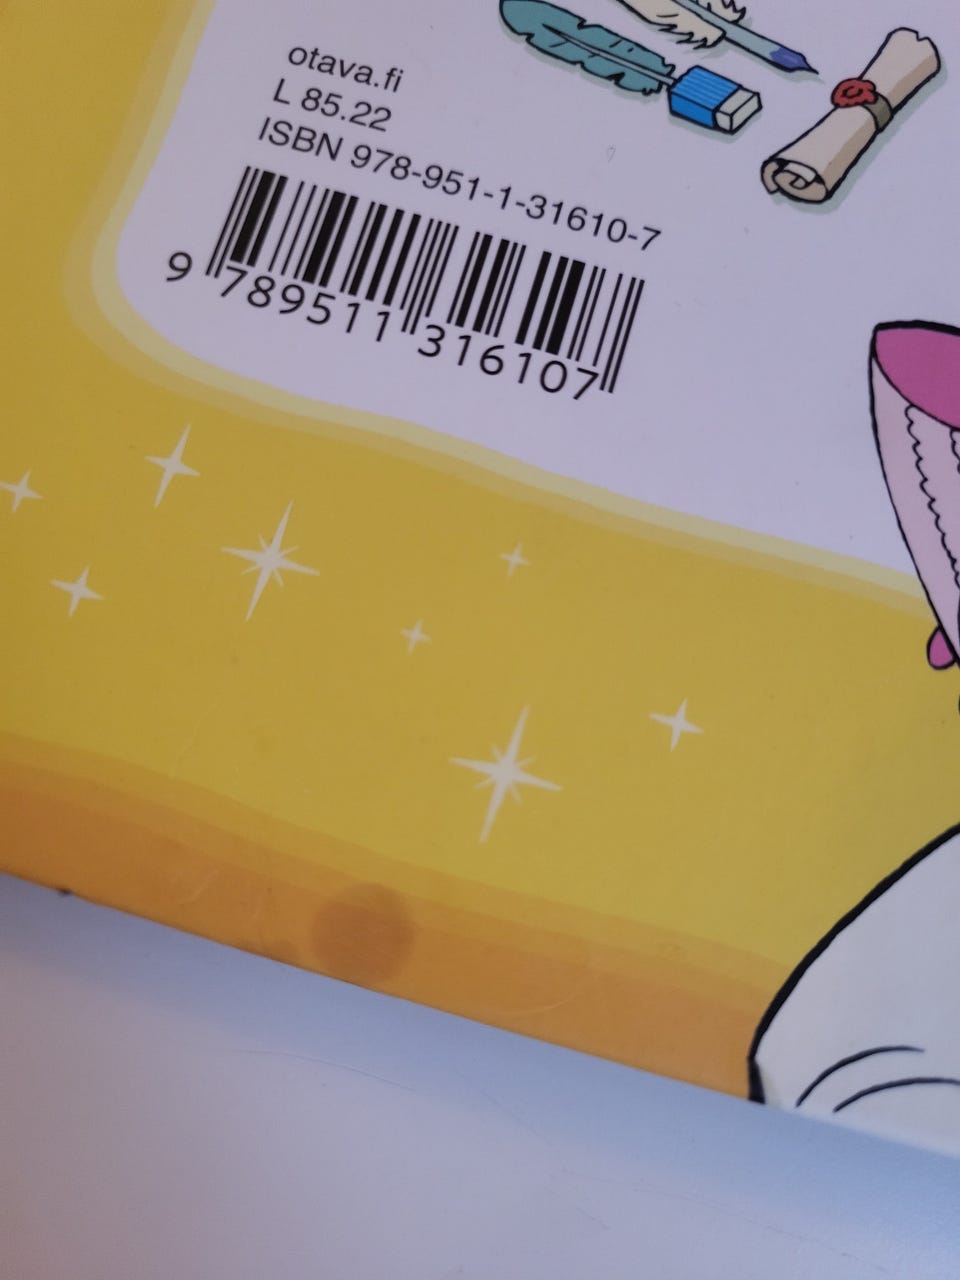 otava.fi
L 85.22
ISBN 978-951-1-31610-7
9 789511 316107